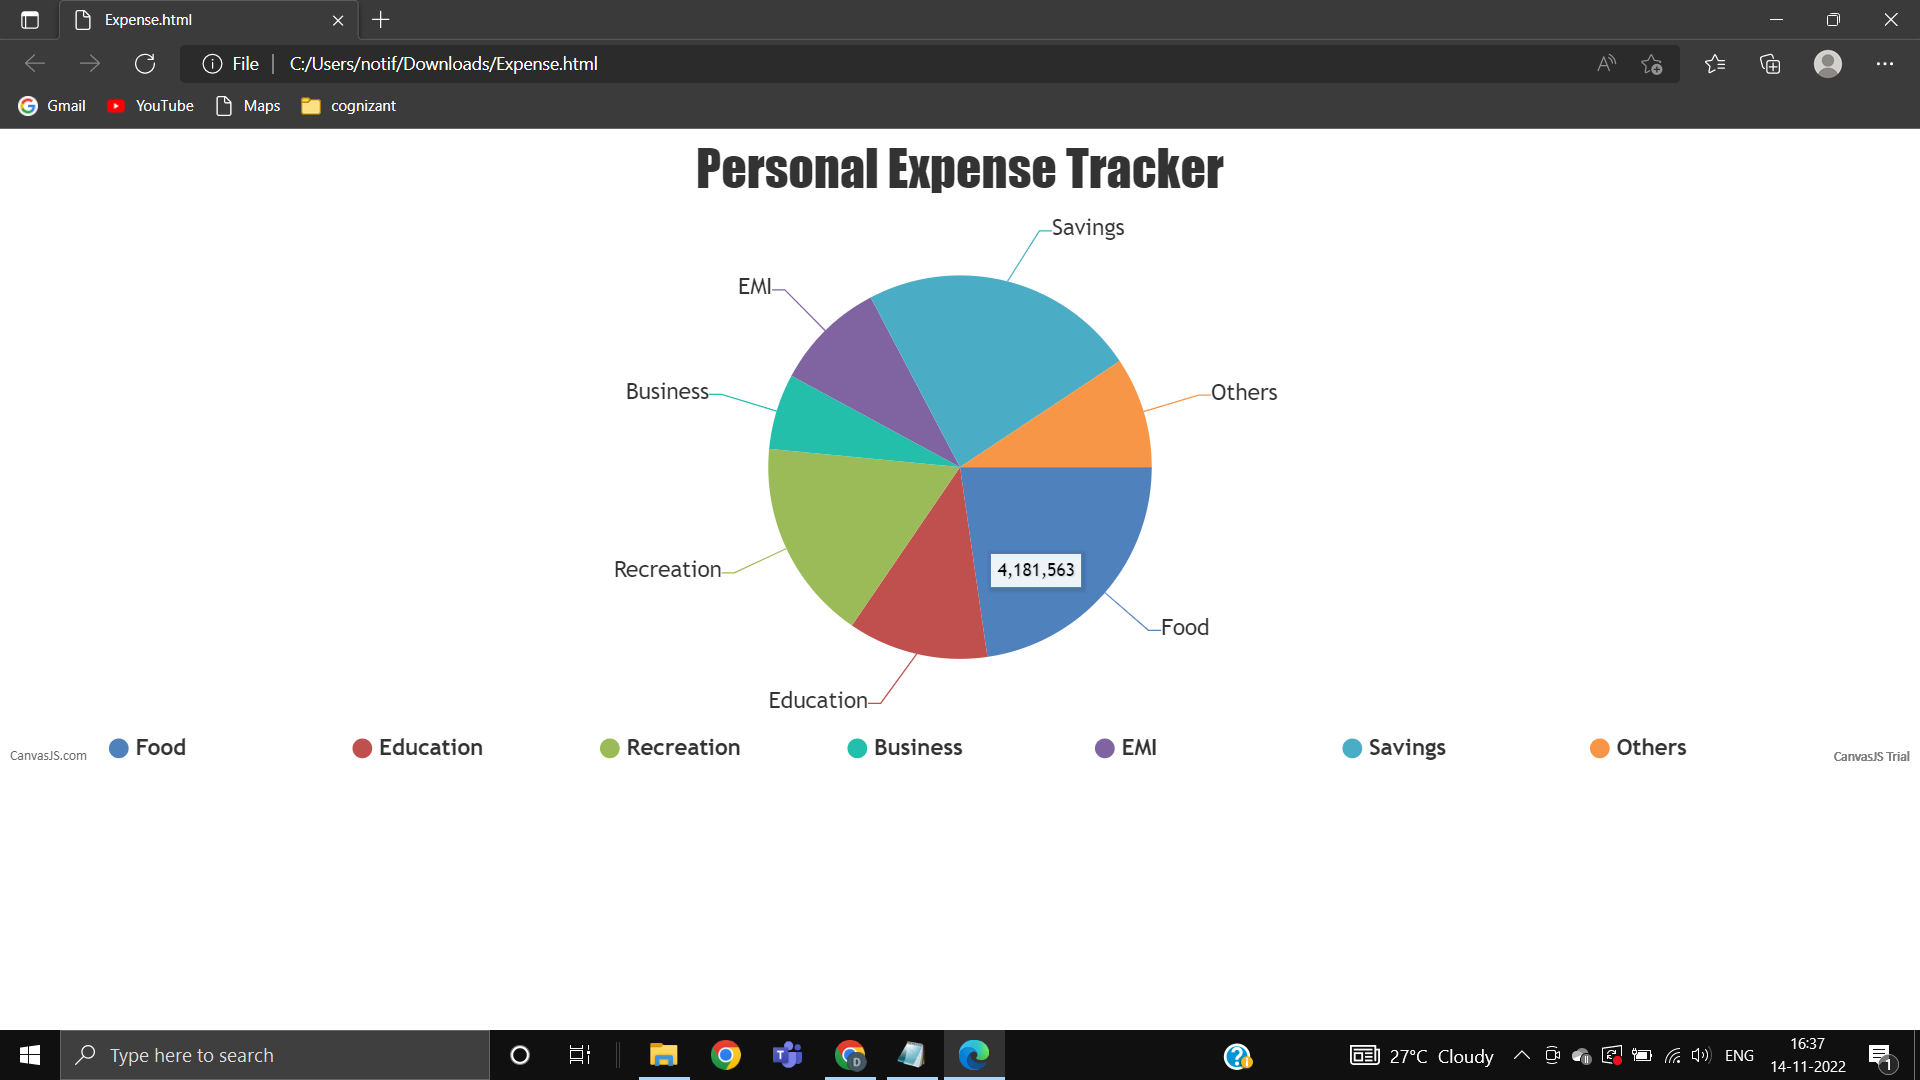 Expense.html
File
C:/Users/notif/Downloads/Expense.html
Gmail YouTube Maps cognizant
Personal Expense Tracker
Savings
EMI
Business
Others
Recreation
4,181,563
Food
Education
CanvasJS.com
Food Education Recreation Business EMI Savings Others
CanvasJS Trial
Type here to search
27°C Cloudy
ENG
16:37
14-11-2022
1